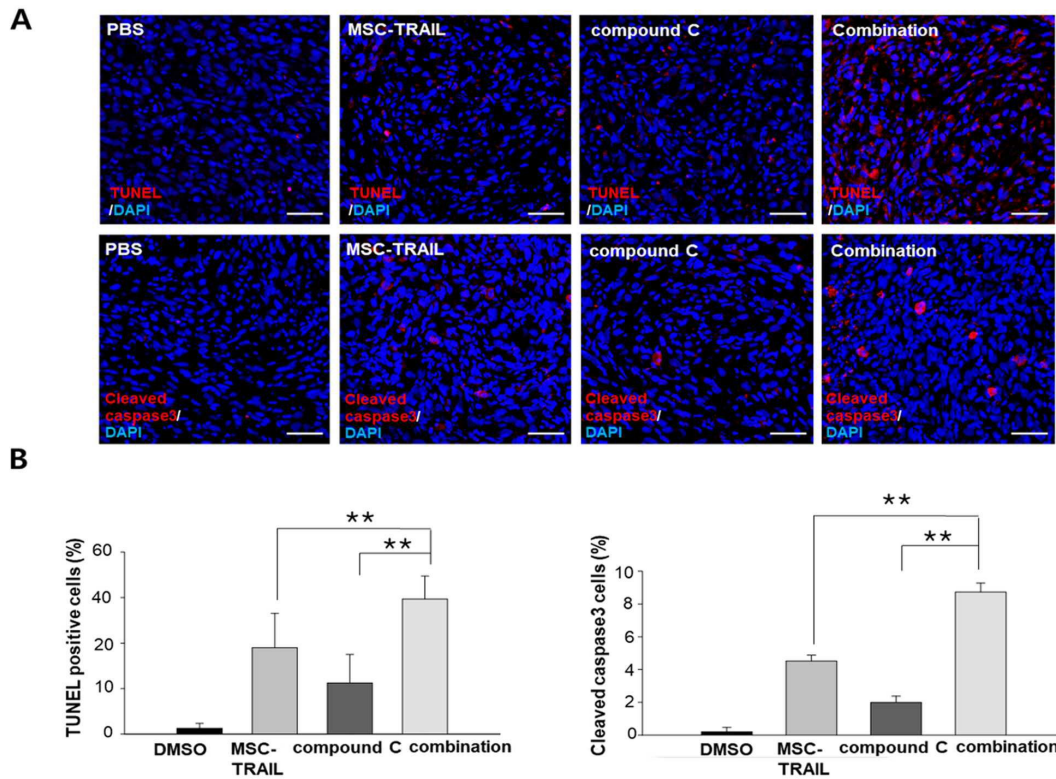 A
PBS
MSC-TRAIL
compound C
Combination
TUNEL
/DAPI
TUNEL
/DAPI
TUNEL
/DAPI
TUNEL
/DAPI
PBS
MSC-TRAIL
compound C
Combination
Cleaved
caspase3/
DAPI
Cleaved
caspase3/
DAPI
Cleaved
caspase3/
DAPI
Cleaved
caspase3/
DAPI
B
TUNEL positive cells (%)
60
40
20
10
0
**
**
DMSO
MSC-
TRAIL
compound C
combination
Cleaved caspase3 cells (%)
10
8
6
4
2
0
**
**
DMSO
MSC-
TRAIL
compound C
combination